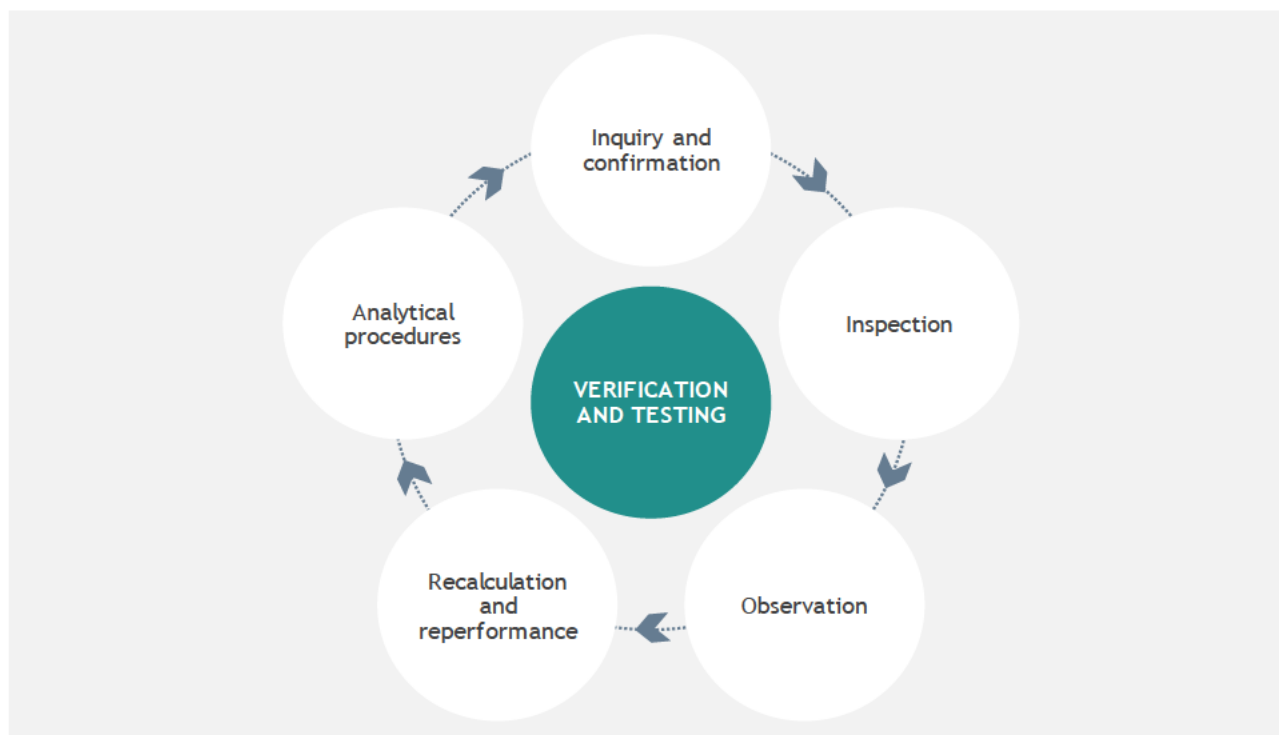 Inquiry and
confirmation
Inspection
Observation
Recalculation
and
reperformance
Analytical
procedures
VERIFICATION
AND TESTING